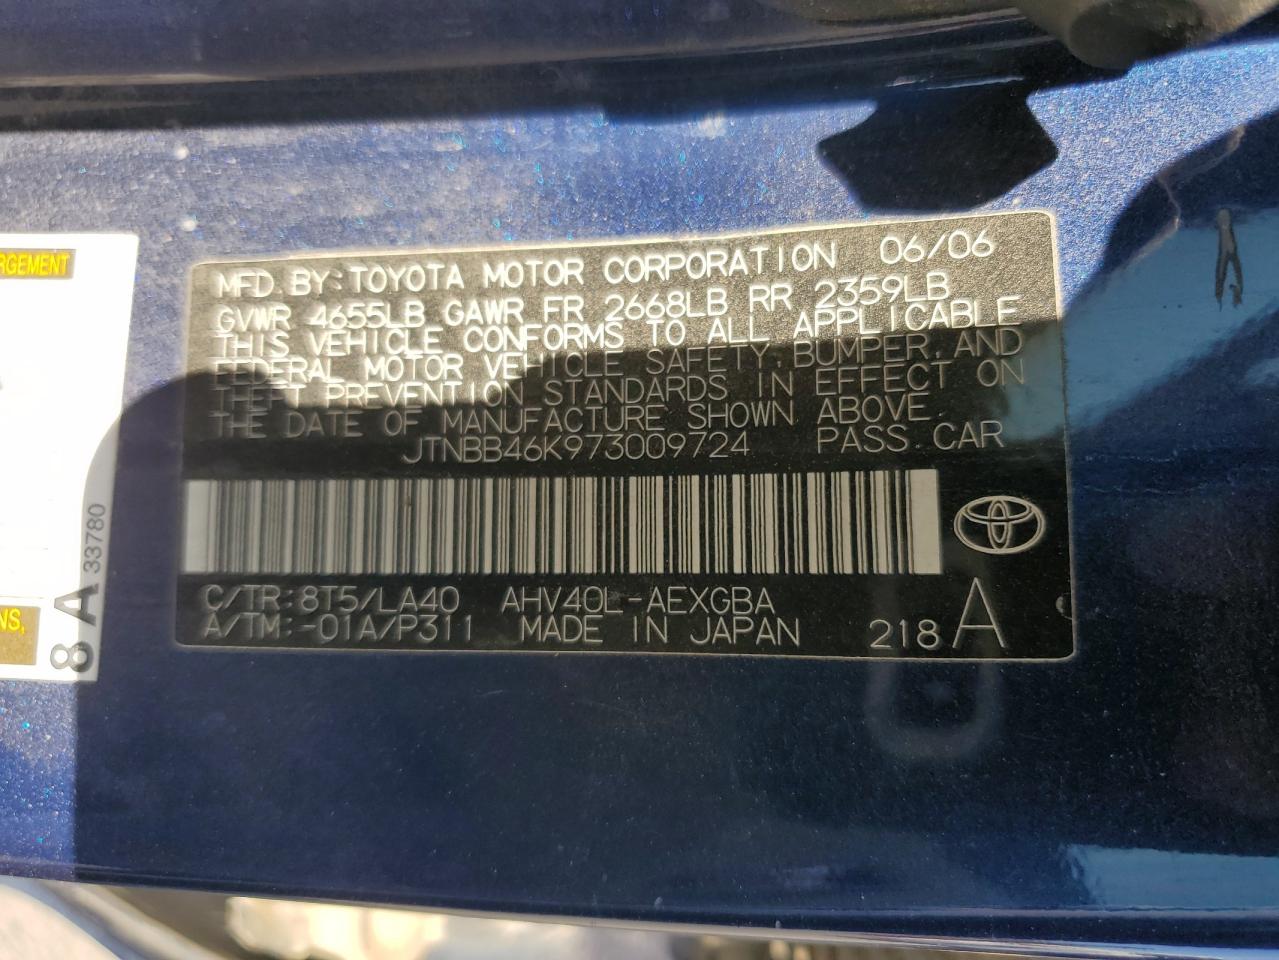 RGEMENT
NS,
8 A 33780
MFD. BY: TOYOTA MOTOR CORPORATION 06/06
GVWR 4655LB GAWR FR 2668LB RR 2359LB
THIS VEHICLE CONFORMS TO ALL APPLICABLE
FEDERAL MOTOR VEHICLE SAFETY, BUMPER, AND
THEFT PREVENTION STANDARDS IN EFFECT ON
THE DATE OF MANUFACTURE SHOWN ABOVE.
JTNBB46K973009724 PASS. CAR
C/TR: 8T5/LA40 AHV40L-AEXGBA
A/TM: -01A/P311 MADE IN JAPAN 218 A